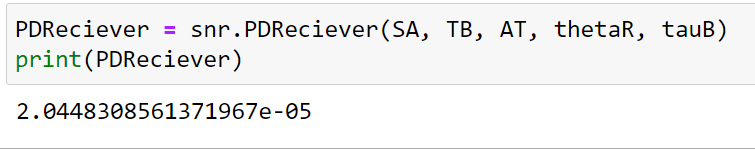 PDReciever = snr.PDReciever(SA, TB, AT, thetaR, tauB)
print(PDReciever)
2.0448308561371967e-05